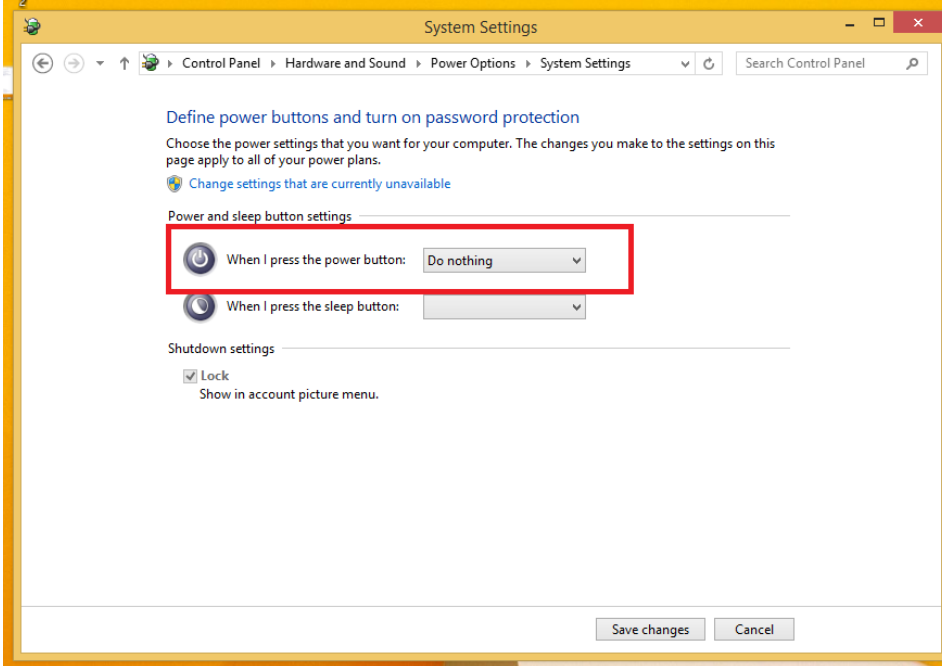 System Settings
Control Panel Hardware and Sound Power Options System Settings Search Control Panel
Define power buttons and turn on password protection
Choose the power settings that you want for your computer. The changes you make to the settings on this
page apply to all of your power plans.
Change settings that are currently unavailable
Power and sleep button settings
When I press the power button: Do nothing
When I press the sleep button:
Shutdown settings
Lock
Show in account picture menu.
Save changes Cancel